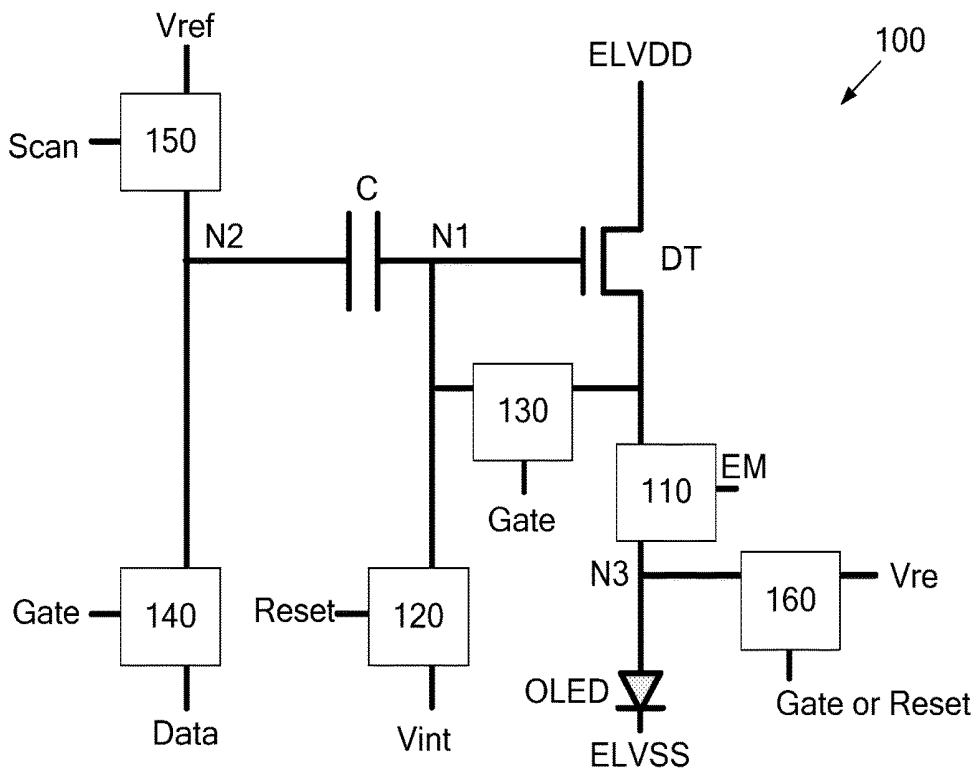 Vref
ELVDD
100
Scan
150
C
N2
N1
DT
130
EM
110
Gate
N3
Vre
Gate
140
Reset
120
160
OLED
Gate or Reset
Data
Vint
ELVSS